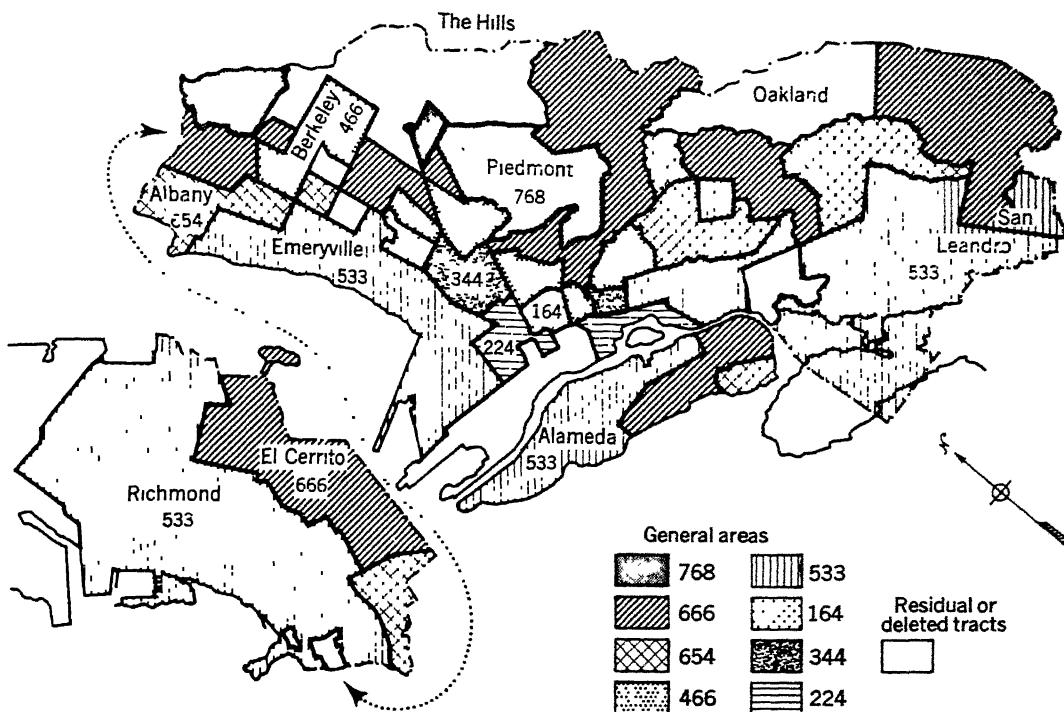 The Hills
Oakland
Berkeley
466
Piedmont
768
Albany
654
San
Leandro
533
Emeryville
533
344
164
224
Alameda
533
El Cerrito
666
Richmond
533
General areas
768
533
666
164
654
344
466
224
Residual or
deleted tracts